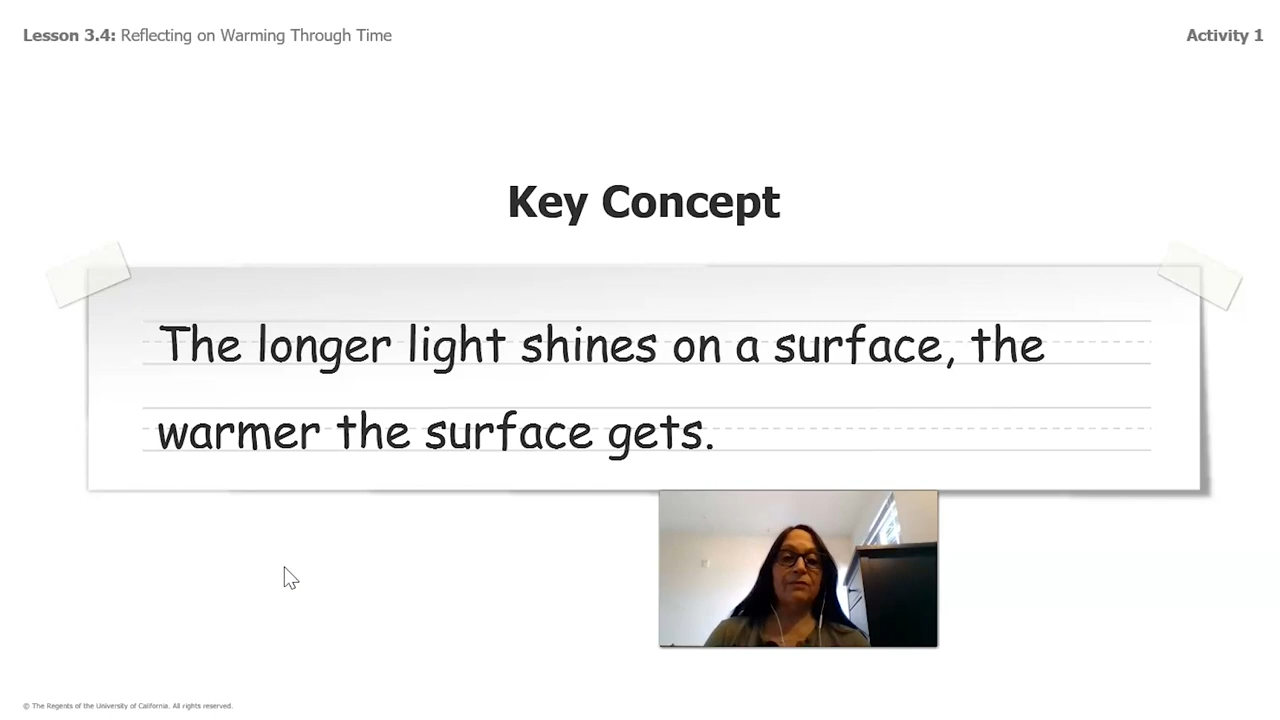 Lesson 3.4: Reflecting on Warming Through Time
Activity 1
Key Concept
The longer light shines on a surface, the
warmer the surface gets.
© The Regents of the University of California. All rights reserved.